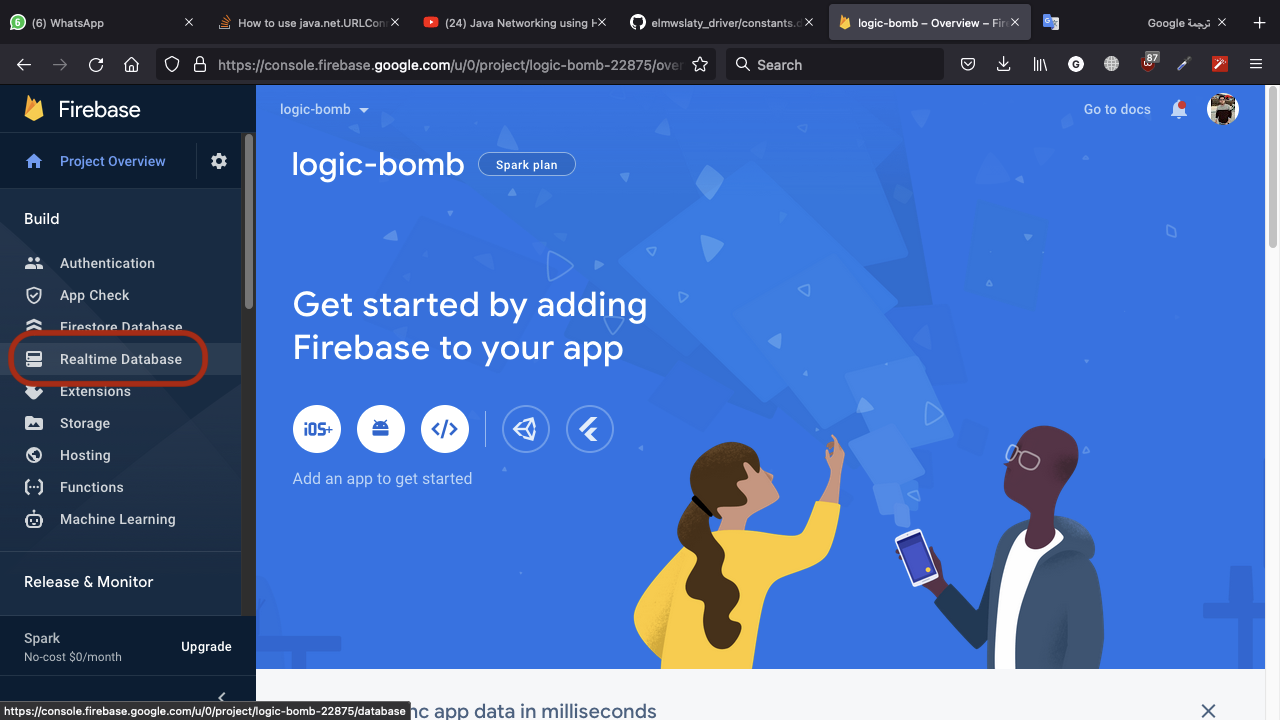 (6) WhatsApp
How to use java.net.URLConn
(24) Java Networking using H
elmwslaty_driver/constants.d
logic-bomb – Overview – Fire
ترجمة Google
https://console.firebase.google.com/u/0/project/logic-bomb-22875/over
Search
G
87
Firebase
logic-bomb
Go to docs
Project Overview
logic-bomb
Spark plan
Build
Authentication
App Check
Firestore Database
Realtime Database
Extensions
Storage
Hosting
Functions
Machine Learning
Get started by adding
Firebase to your app
iOS+
Add an app to get started
Release & Monitor
Spark
No-cost $0/month
Upgrade
https://console.firebase.google.com/u/0/project/logic-bomb-22875/database
nc app data in milliseconds